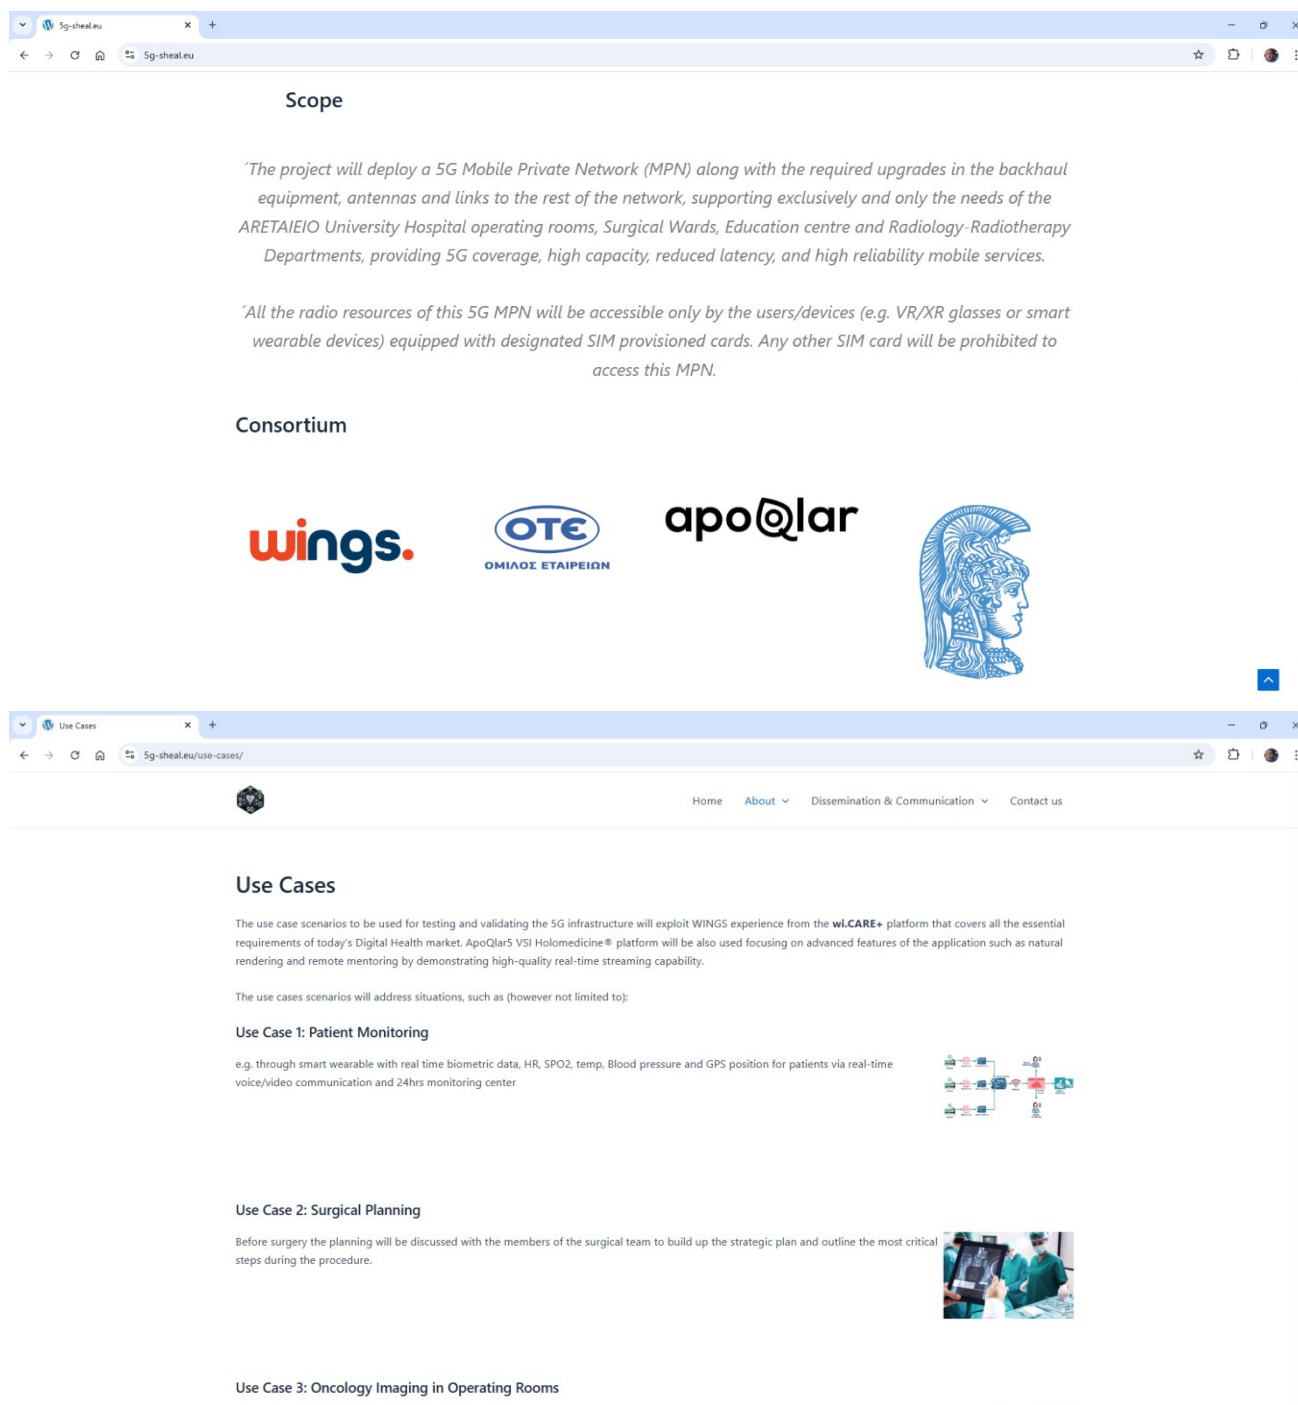 5g-sheal.eu
5g-sheal.eu
Scope
´The project will deploy a 5G Mobile Private Network (MPN) along with the required upgrades in the backhaul
equipment, antennas and links to the rest of the network, supporting exclusively and only the needs of the
ARETAIEIO University Hospital operating rooms, Surgical Wards, Education centre and Radiology-Radiotherapy
Departments, providing 5G coverage, high capacity, reduced latency, and high reliability mobile services.
´All the radio resources of this 5G MPN will be accessible only by the users/devices (e.g. VR/XR glasses or smart
wearable devices) equipped with designated SIM provisioned cards. Any other SIM card will be prohibited to
access this MPN.
Consortium
wings.
OTE
ΟΜΙΛΟΣ ΕΤΑΙΡΕΙΩΝ
apoQlar
Use Cases
5g-sheal.eu/use-cases/
Home About Dissemination & Communication Contact us
Use Cases
The use case scenarios to be used for testing and validating the 5G infrastructure will exploit WINGS experience from the wi.CARE+ platform that covers all the essential
requirements of today's Digital Health market. ApoQlar5 VSI Holomedicine® platform will be also used focusing on advanced features of the application such as natural
rendering and remote mentoring by demonstrating high-quality real-time streaming capability.
The use cases scenarios will address situations, such as (however not limited to):
Use Case 1: Patient Monitoring
e.g. through smart wearable with real time biometric data, HR, SPO2, temp, Blood pressure and GPS position for patients via real-time
voice/video communication and 24hrs monitoring center
Use Case 2: Surgical Planning
Before surgery the planning will be discussed with the members of the surgical team to build up the strategic plan and outline the most critical
steps during the procedure.
Use Case 3: Oncology Imaging in Operating Rooms